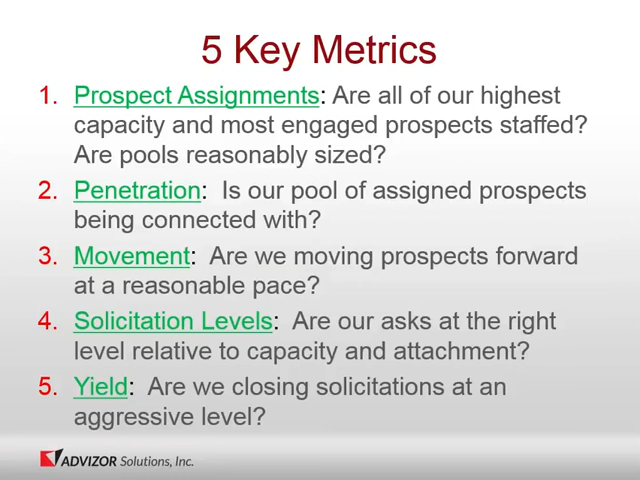 5 Key Metrics
1. Prospect Assignments: Are all of our highest
capacity and most engaged prospects staffed?
Are pools reasonably sized?
2. Penetration: Is our pool of assigned prospects
being connected with?
3. Movement: Are we moving prospects forward
at a reasonable pace?
4. Solicitation Levels: Are our asks at the right
level relative to capacity and attachment?
5. Yield: Are we closing solicitations at an
aggressive level?
ADVIZOR Solutions, Inc.